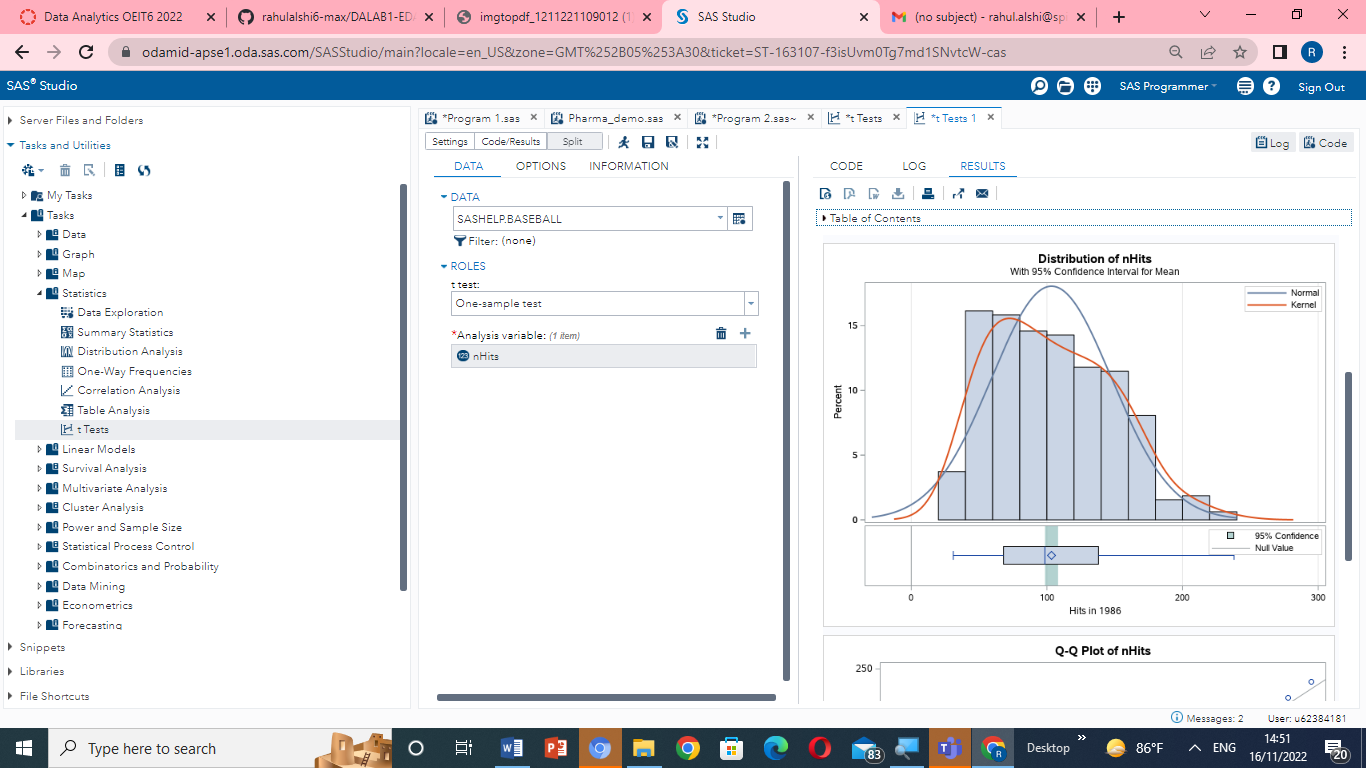 Data Analytics OEIT6 2022
rahulalshi6-max/DALAB1-ED
imgtopdf_1211221109012 (1
SAS Studio
(no subject) - rahul.alshi@sp
odamid-apse1.oda.sas.com/SASStudio/main?locale=en_US&zone=GMT%252B05%253A30&ticket=ST-163107-f3isUvm0Tg7md1SNvtcW-cas
R
SAS® Studio
SAS Programmer
Sign Out
Server Files and Folders
Tasks and Utilities
My Tasks
Tasks
Data
Graph
Map
Statistics
Data Exploration
Summary Statistics
Distribution Analysis
One-Way Frequencies
Correlation Analysis
Table Analysis
t Tests
Linear Models
Survival Analysis
Multivariate Analysis
Cluster Analysis
Power and Sample Size
Statistical Process Control
Combinatorics and Probability
Data Mining
Econometrics
Forecasting
Snippets
Libraries
File Shortcuts
*Program 1.sas
Pharma_demo.sas
*Program 2.sas~
*t Tests
*t Tests 1
Settings
Code/Results
Split
Log
Code
DATA
OPTIONS
INFORMATION
DATA
SASHELP.BASEBALL
Filter: (none)
ROLES
t test:
One-sample test
*Analysis variable: (1 item)
123 nHits
CODE
LOG
RESULTS
Table of Contents
Distribution of nHits
With 95% Confidence Interval for Mean
Normal
Kernel
15
10
5
0
Percent
95% Confidence
Null Value
0
100
200
300
Hits in 1986
Q-Q Plot of nHits
250
Messages: 2
User: u62384181
Type here to search
83
Desktop
86°F
ENG
14:51
16/11/2022
20